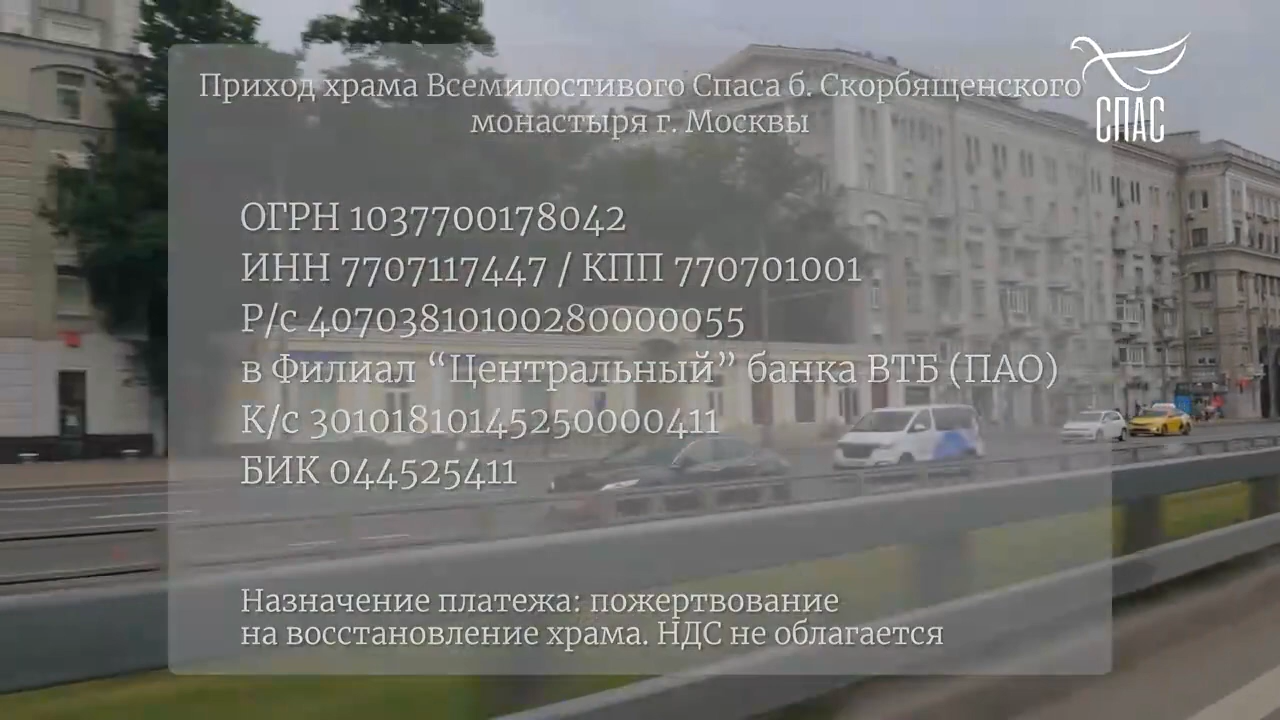 Приход храма Всемилостивого Спаса б. Скорбященского
монастыря г. Москвы
СПАС
ОГРН 1037700178042
ИНН 7707117447 / КПП 770701001
Р/с 40703810100280000055
в Филиал “Центральный” банка ВТБ (ПАО)
К/с 30101810145250000411
БИК 044525411
Назначение платежа: пожертвование
на восстановление храма. НДС не облагается